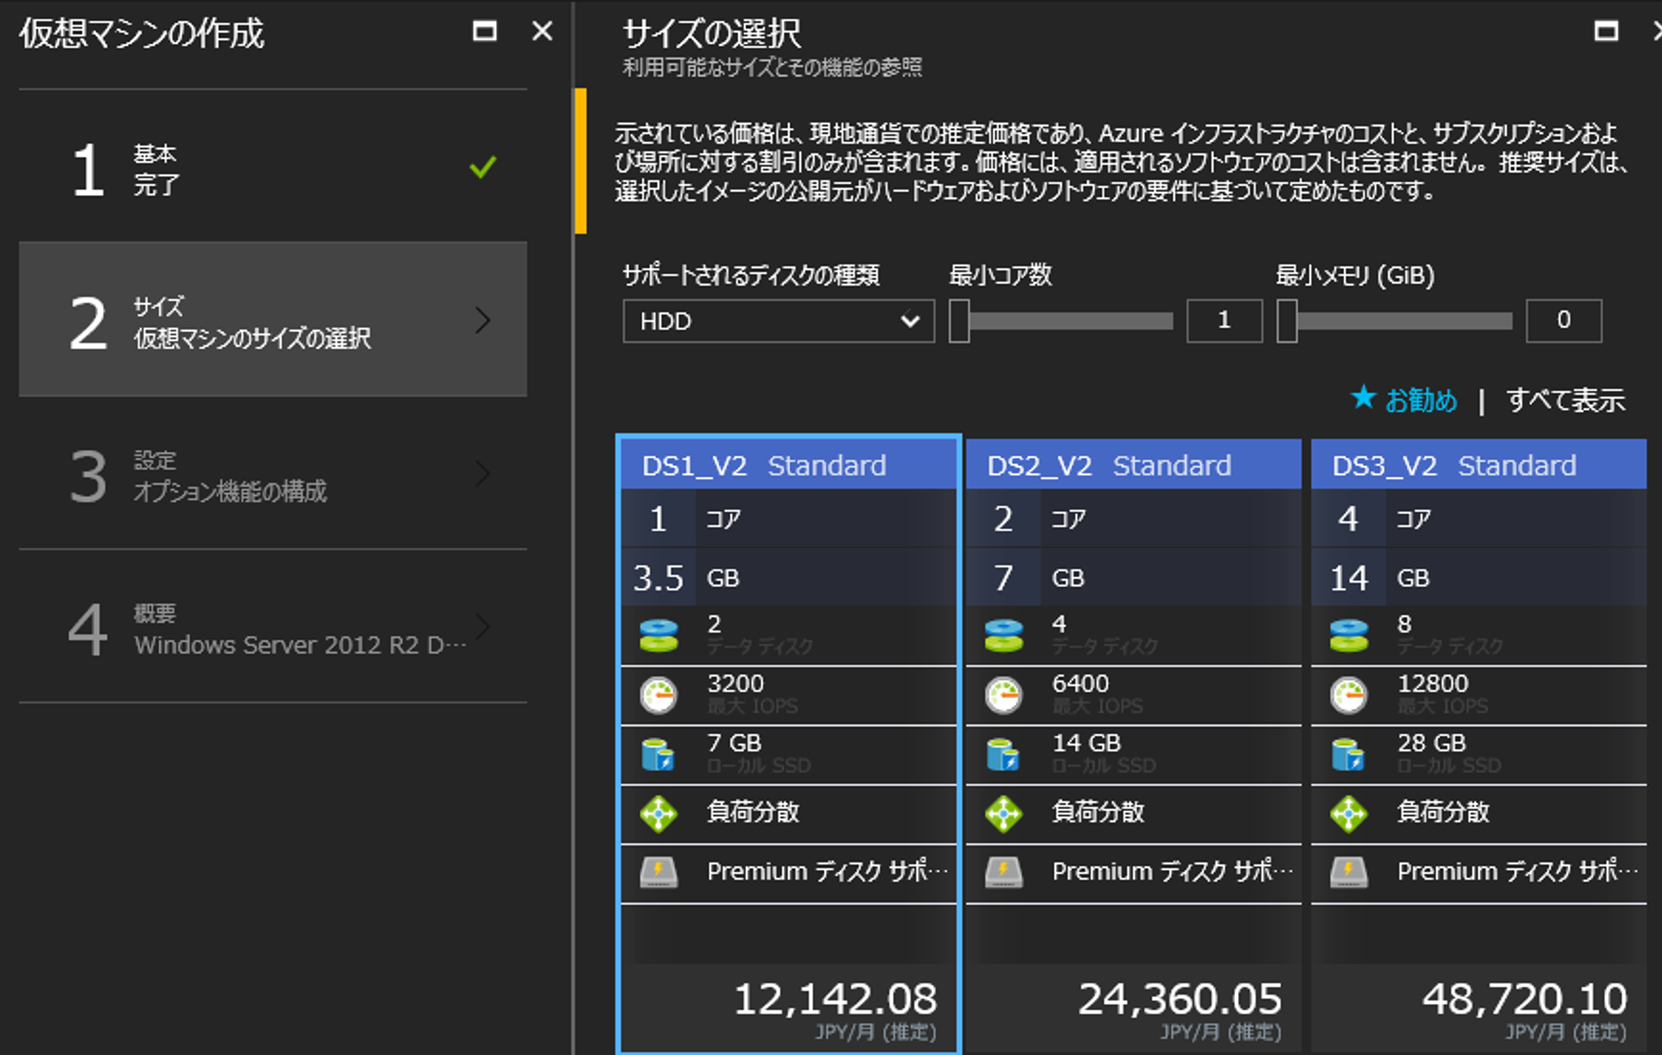 仮想マシンの作成
1
基本
完了
2
サイズ
仮想マシンのサイズの選択
3
設定
オプション機能の構成
4
概要
Windows Server 2012 R2 D…
サイズの選択
利用可能なサイズとその機能の参照
示されている価格は、現地通貨での推定価格であり、Azure インフラストラクチャのコストと、サブスクリプションおよ
び場所に対する割引のみが含まれます。価格には、適用されるソフトウェアのコストは含まれません。推奨サイズは、
選択したイメージの公開元がハードウェアおよびソフトウェアの要件に基づいて定めたものです。
サポートされるディスクの種類
HDD
最小コア数
1
最小メモリ (GiB)
0
★ お勧め | すべて表示
DS1_V2 Standard
1 コア
3.5 GB
2
データ ディスク
3200
最大 IOPS
7 GB
ローカル SSD
負荷分散
Premium ディスク サポ…
12,142.08
JPY/月 (推定)
DS2_V2 Standard
2 コア
7 GB
4
データ ディスク
6400
最大 IOPS
14 GB
ローカル SSD
負荷分散
Premium ディスク サポ…
24,360.05
JPY/月 (推定)
DS3_V2 Standard
4 コア
14 GB
8
データ ディスク
12800
最大 IOPS
28 GB
ローカル SSD
負荷分散
Premium ディスク サポ…
48,720.10
JPY/月 (推定)